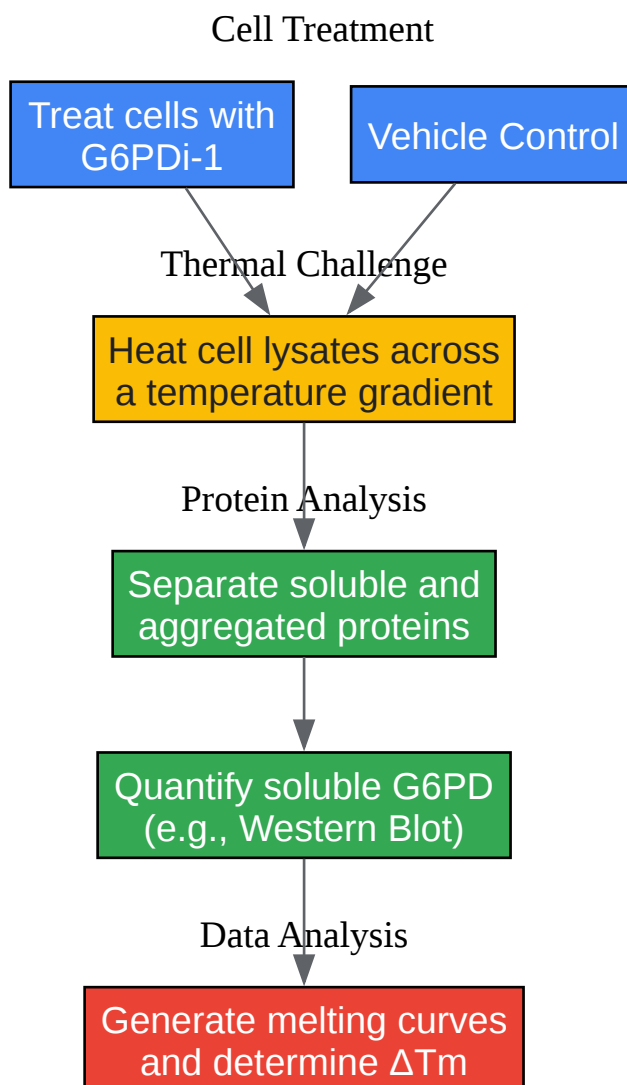 Cell Treatment
Treat cells with
G6PDi-1
Vehicle Control
Thermal Challenge
Heat cell lysates across
a temperature gradient
Protein Analysis
Separate soluble and
aggregated proteins
Quantify soluble G6PD
(e.g., Western Blot)
Data Analysis
Generate melting curves
and determine ΔTm